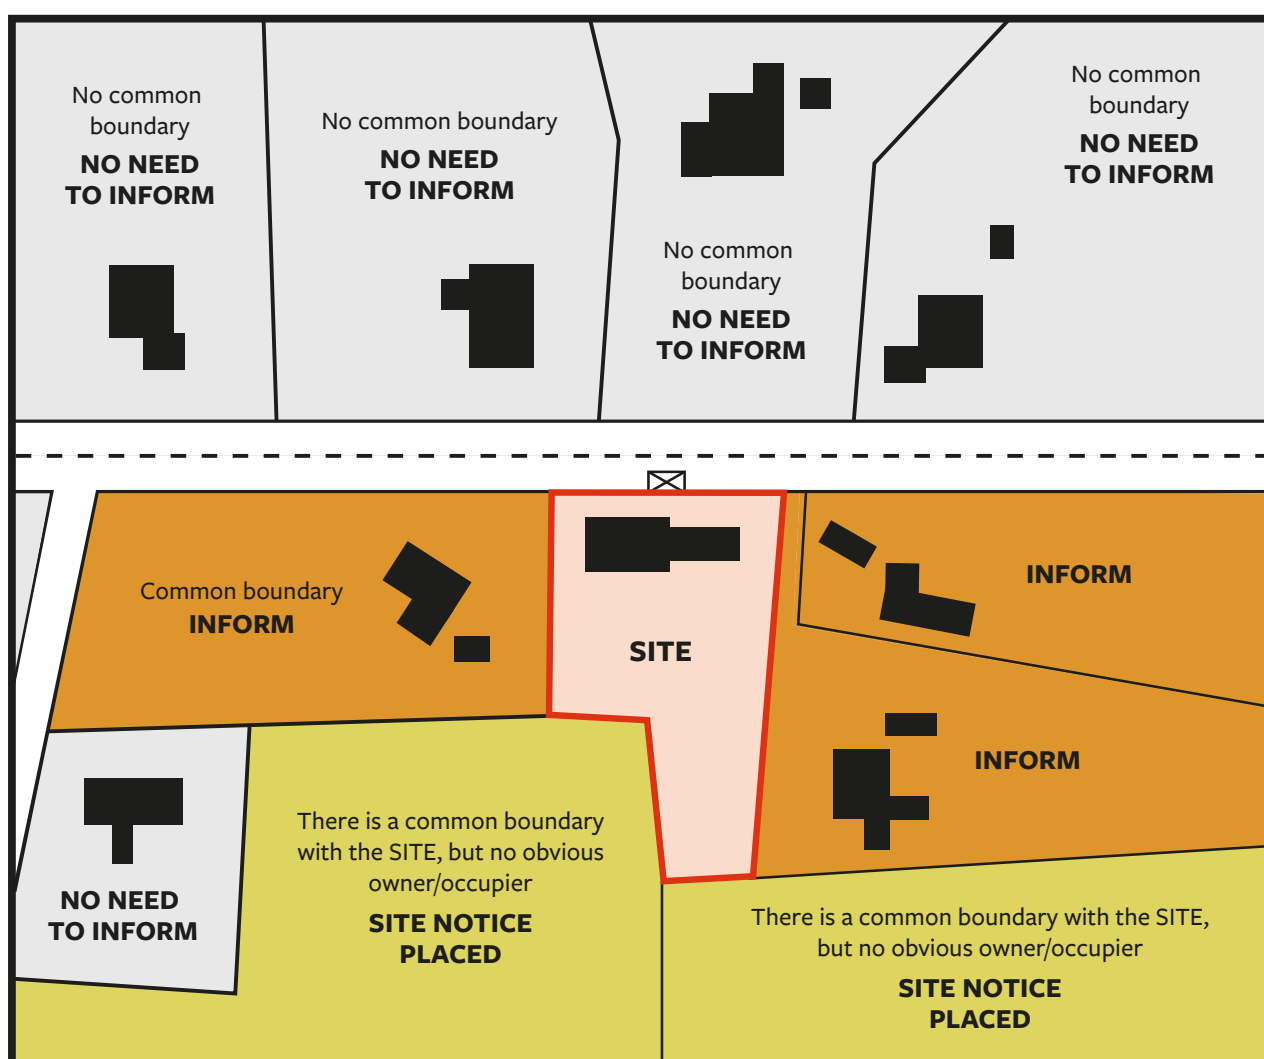 No common
boundary
NO NEED
TO INFORM
No common boundary
NO NEED
TO INFORM
No common
boundary
NO NEED
TO INFORM
No common
boundary
NO NEED
TO INFORM
Common boundary
INFORM
SITE
INFORM
INFORM
NO NEED
TO INFORM
There is a common boundary
with the SITE, but no obvious
owner/occupier
SITE NOTICE
PLACED
There is a common boundary with the SITE,
but no obvious owner/occupier
SITE NOTICE
PLACED